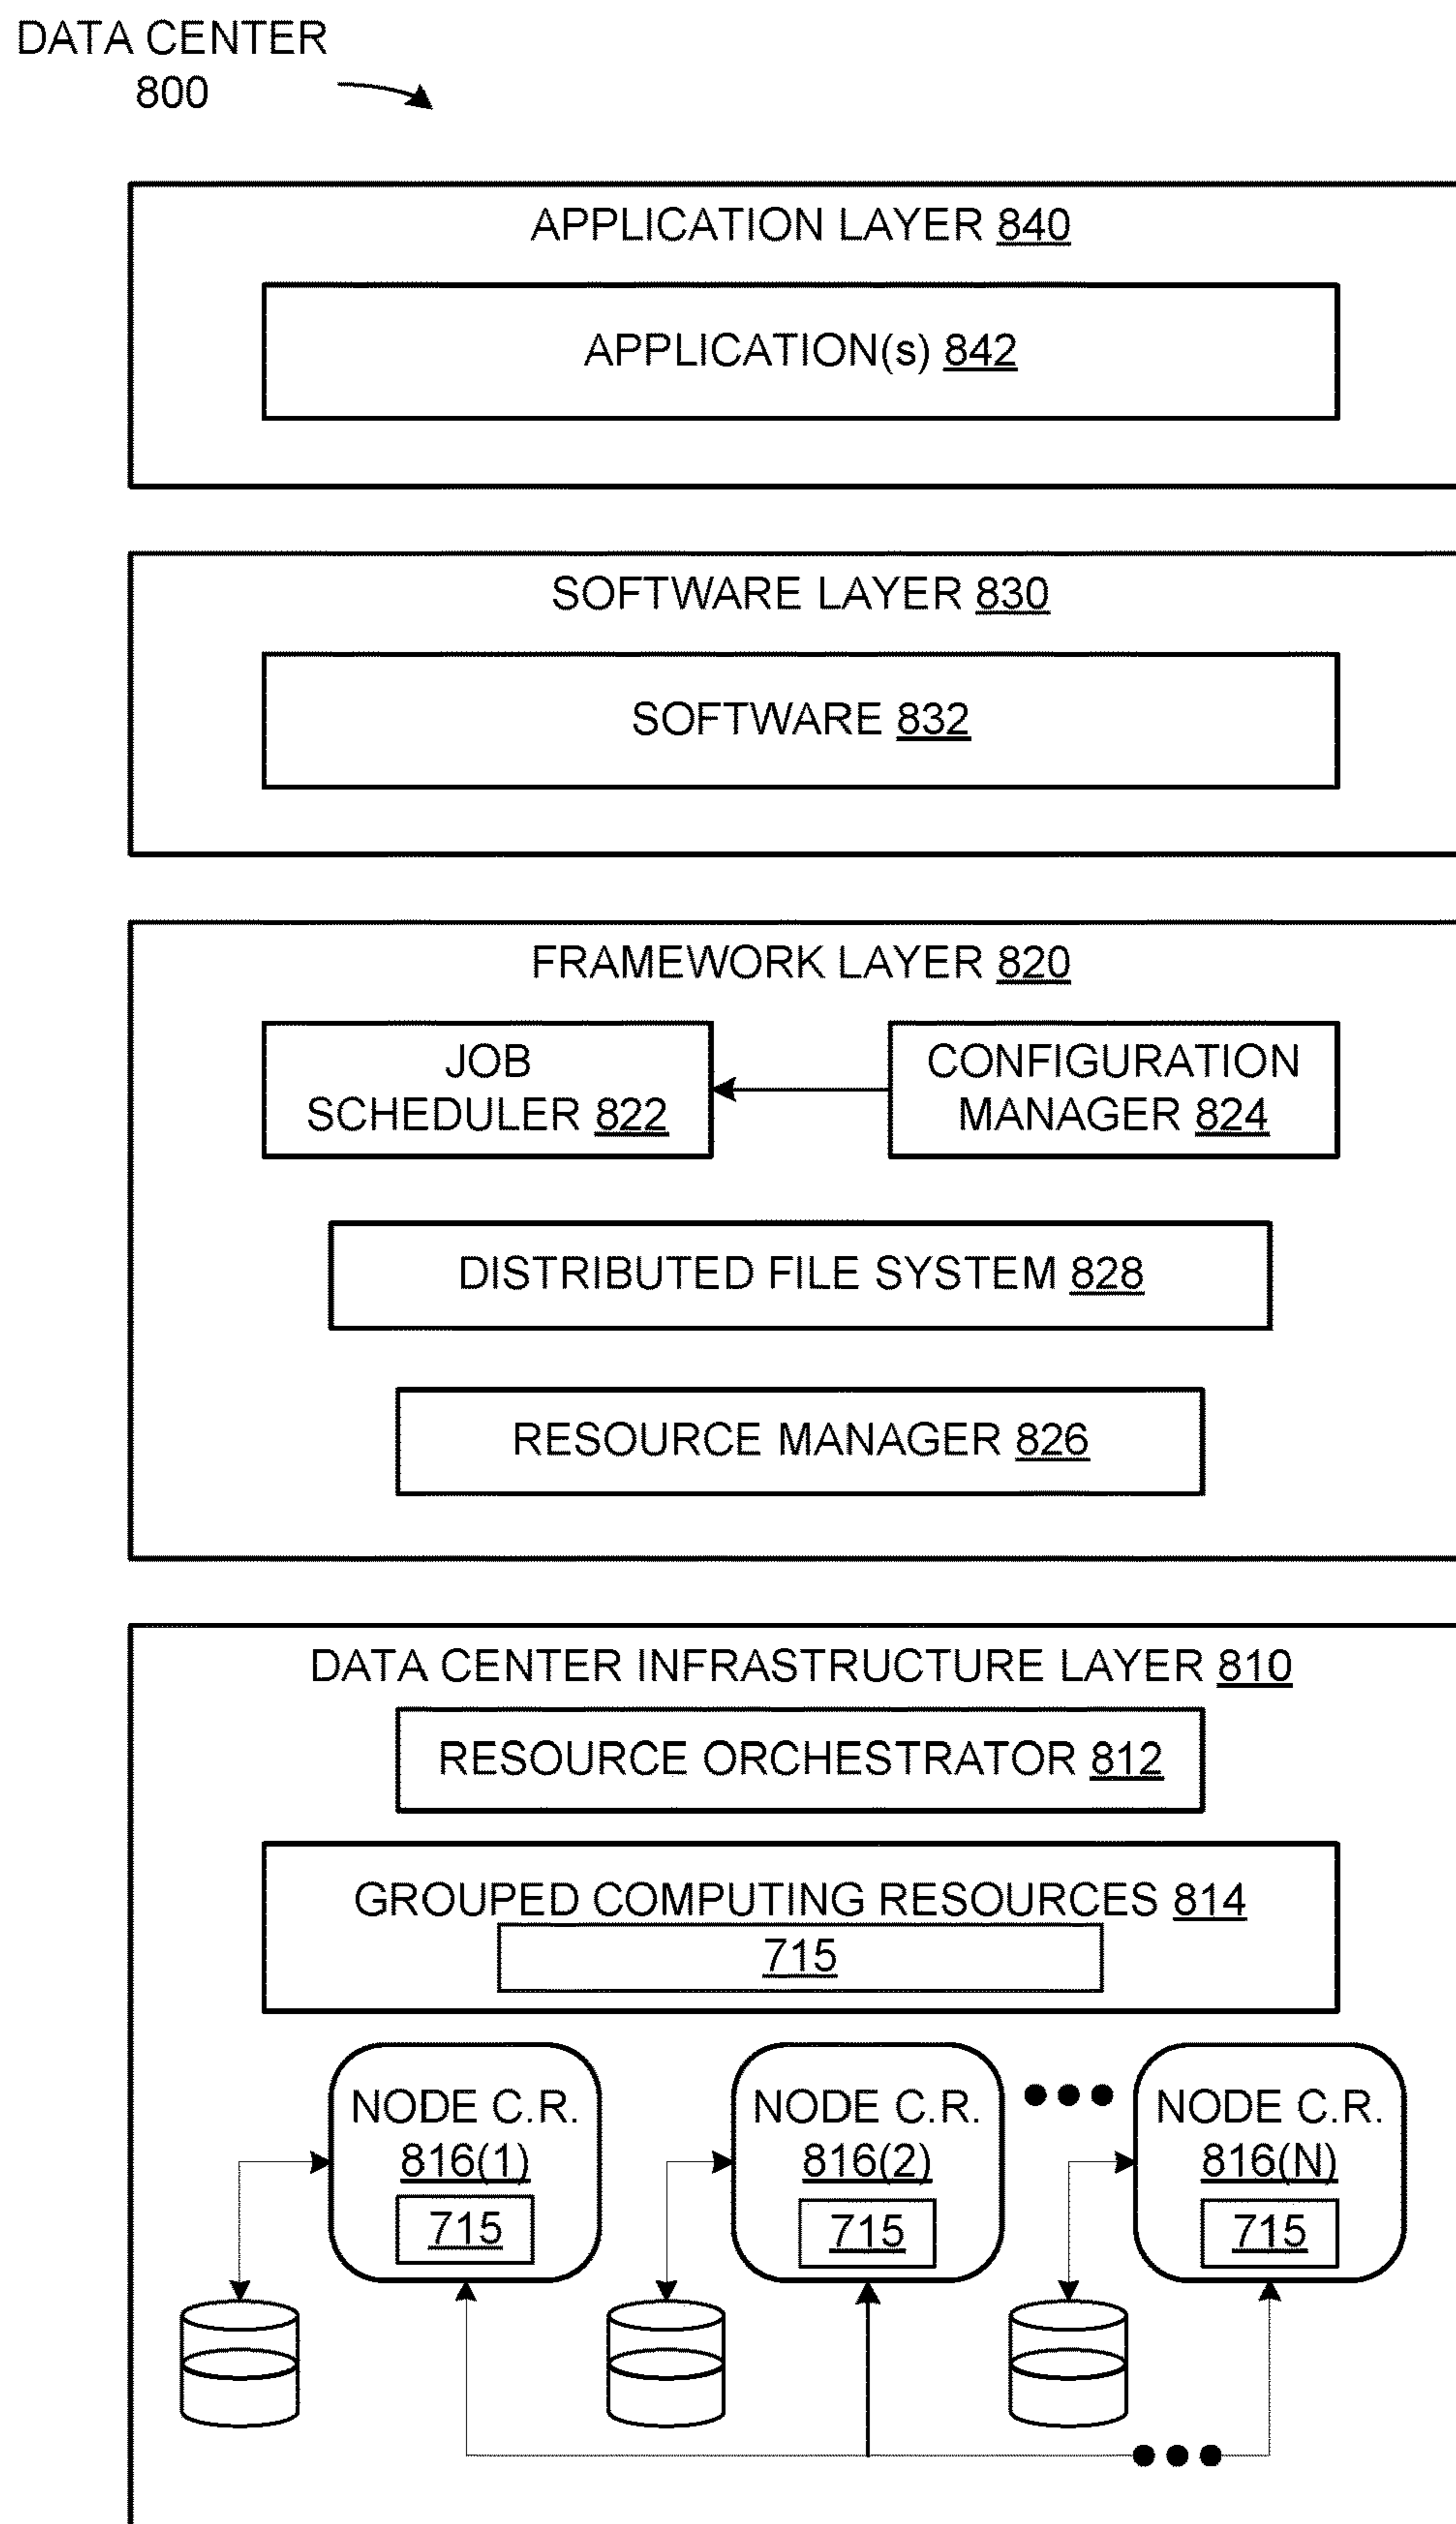 DATA CENTER
800
APPLICATION LAYER 840
APPLICATION(s) 842
SOFTWARE LAYER 830
SOFTWARE 832
FRAMEWORK LAYER 820
JOB
SCHEDULER 822
CONFIGURATION
MANAGER 824
DISTRIBUTED FILE SYSTEM 828
RESOURCE MANAGER 826
DATA CENTER INFRASTRUCTURE LAYER 810
RESOURCE ORCHESTRATOR 812
GROUPED COMPUTING RESOURCES 814
715
NODE C.R.
816(1)
715
NODE C.R.
816(2)
715
NODE C.R.
816(N)
715